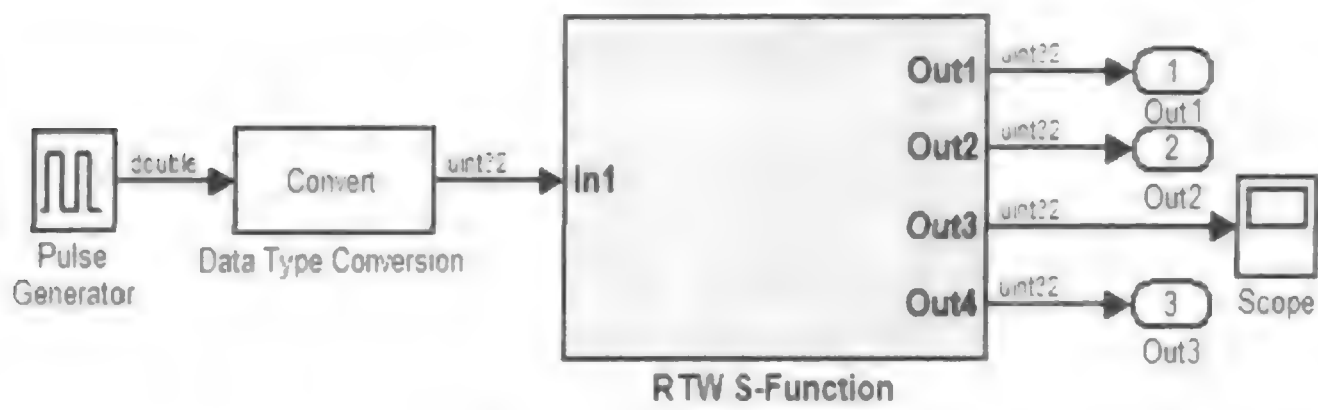 Out1
uint32
1
Out1
Out2
uint32
2
Out2
double
Convert
uint32
In1
Out3
uint32
Pulse
Generator
Data Type Conversion
Out4
uint32
3
Out3
Scope
RTW S-Function